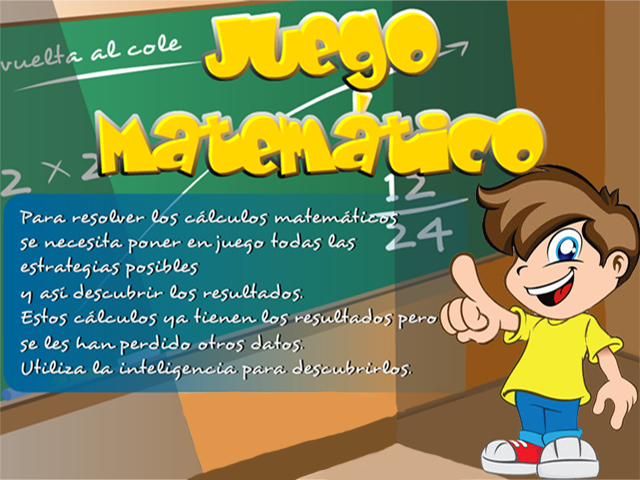 vuelta al cole
Juego
Matemático
2 x 2
12
24
Para resolver los cálculos matemáticos
se necesita poner en juego todas las
estrategias posibles
y así descubrir los resultados.
Estos cálculos ya tienen los resultados pero
se les han perdido otros datos.
Utiliza la inteligencia para descubrirlos.